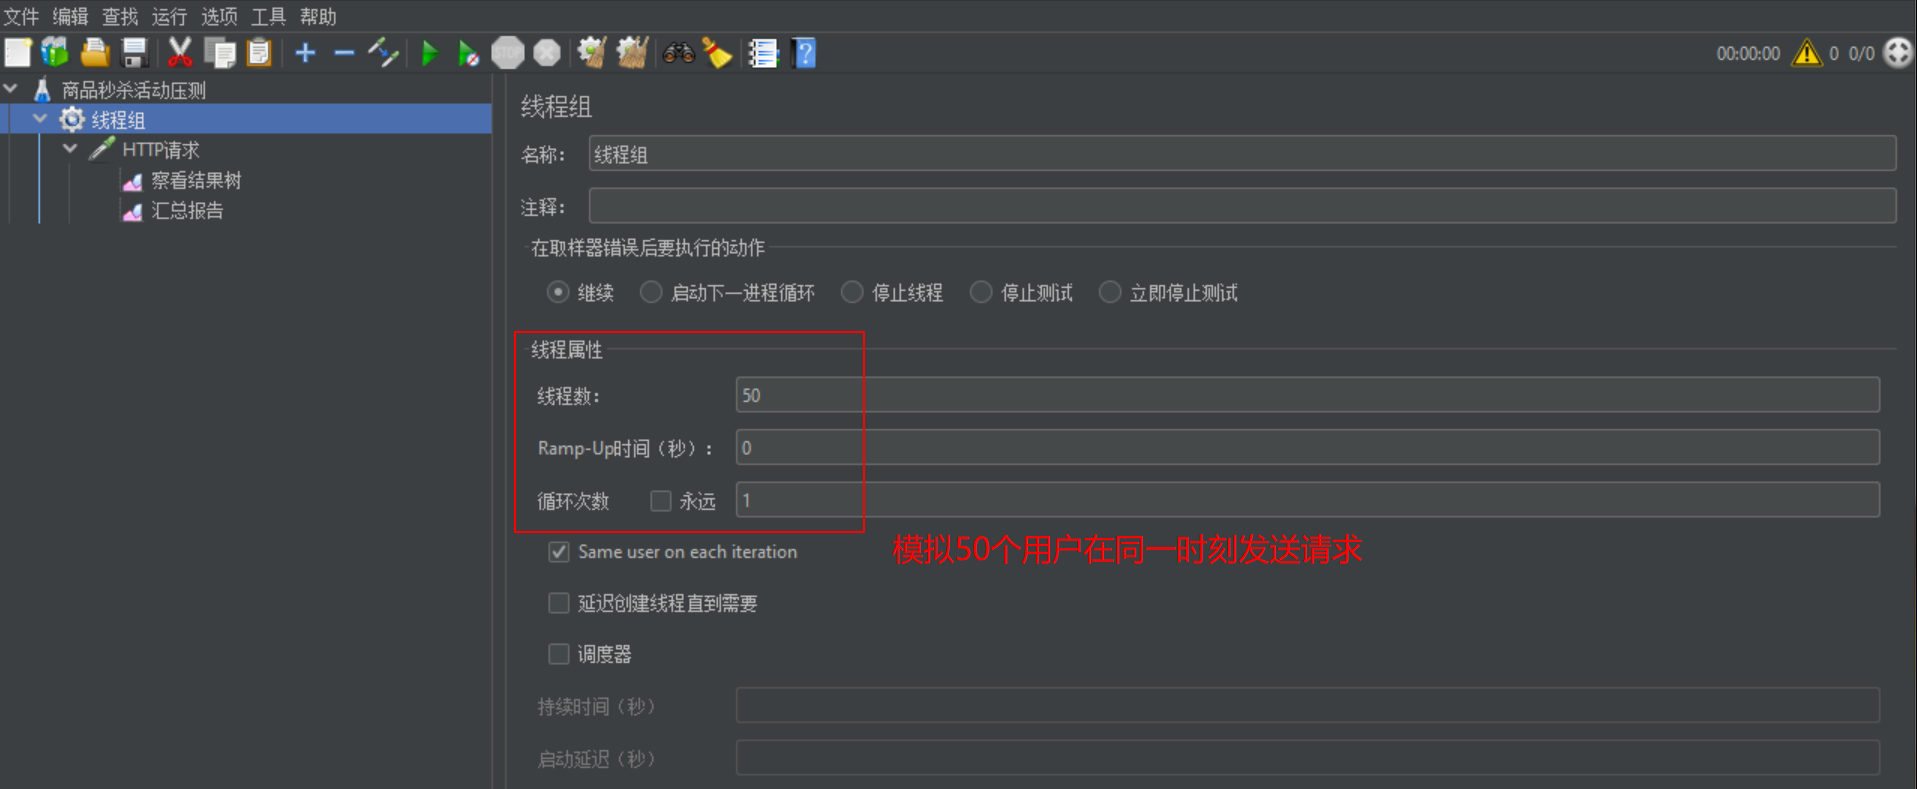 文件 编辑 查找 运行 选项 工具 帮助
STOP
00:00:00 0 0/0
商品秒杀活动压测
线程组
HTTP请求
察看结果树
汇总报告
线程组
名称： 线程组
注释：
在取样器错误后要执行的动作
继续 启动下一进程循环 停止线程 停止测试 立即停止测试
线程属性
线程数： 50
Ramp-Up时间（秒）： 0
循环次数 永远 1
模拟50个用户在同一时刻发送请求
Same user on each iteration
延迟创建线程直到需要
调度器
持续时间（秒）
启动延迟（秒）